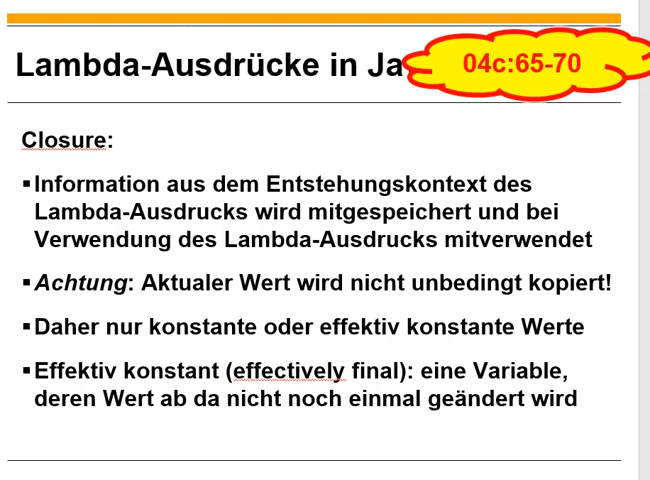 Lambda-Ausdrücke in Ja
04c:65-70
Closure:
▪Information aus dem Entstehungskontext des
Lambda-Ausdrucks wird mitgespeichert und bei
Verwendung des Lambda-Ausdrucks mitverwendet
▪Achtung: Aktualer Wert wird nicht unbedingt kopiert!
▪Daher nur konstante oder effektiv konstante Werte
▪Effektiv konstant (effectively final): eine Variable,
deren Wert ab da nicht noch einmal geändert wird